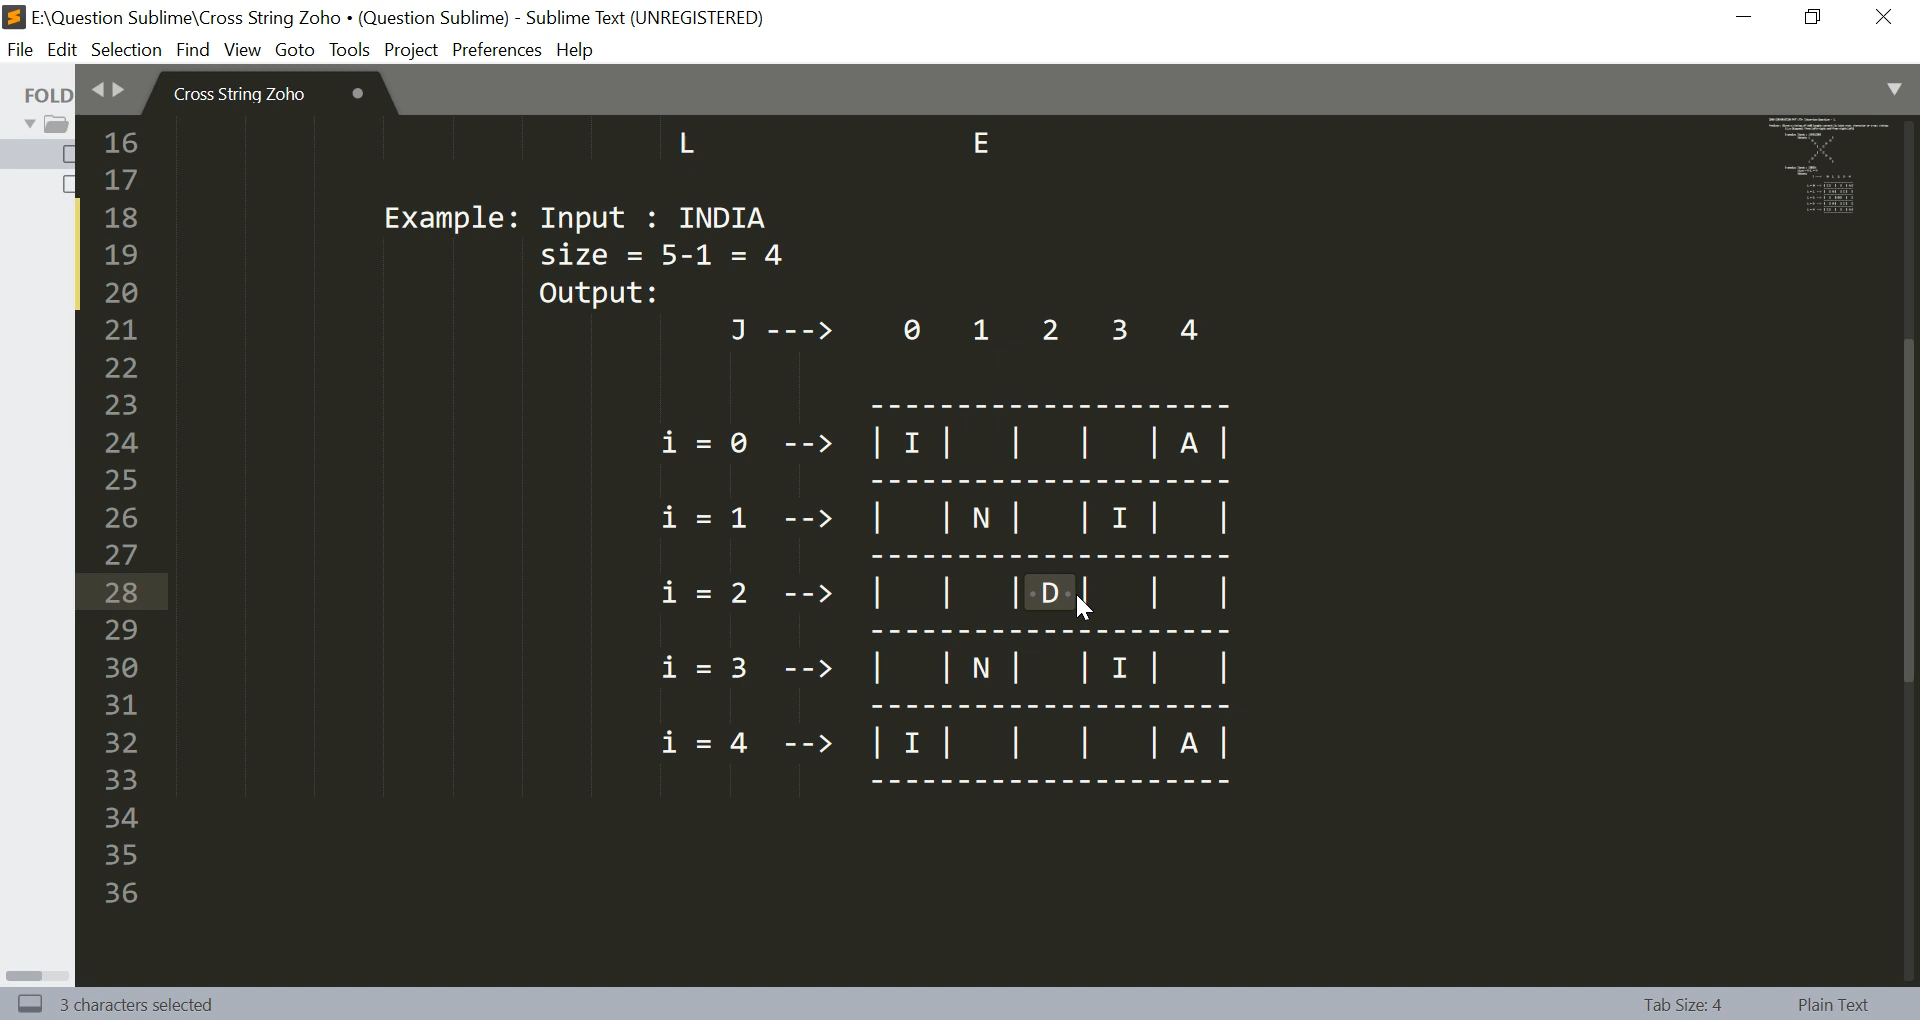 E:\Question Sublime\Cross String Zoho • (Question Sublime) - Sublime Text (UNREGISTERED)
File Edit Selection Find View Goto Tools Project Preferences Help
FOLD
Cross String Zoho
16 L E
17
18 Example: Input : INDIA
19 size = 5-1 = 4
20 Output:
21 J ---> 0 1 2 3 4
22
23 ---------------------
24 i = 0 --> | I |   |   |   | A |
25 ---------------------
26 i = 1 --> |   | N |   | I |   |
27 ---------------------
28 i = 2 --> |   |   | D |   |   |
29 ---------------------
30 i = 3 --> |   | N |   | I |   |
31 ---------------------
32 i = 4 --> | I |   |   |   | A |
33 ---------------------
34
35
36
3 characters selected Tab Size: 4 Plain Text